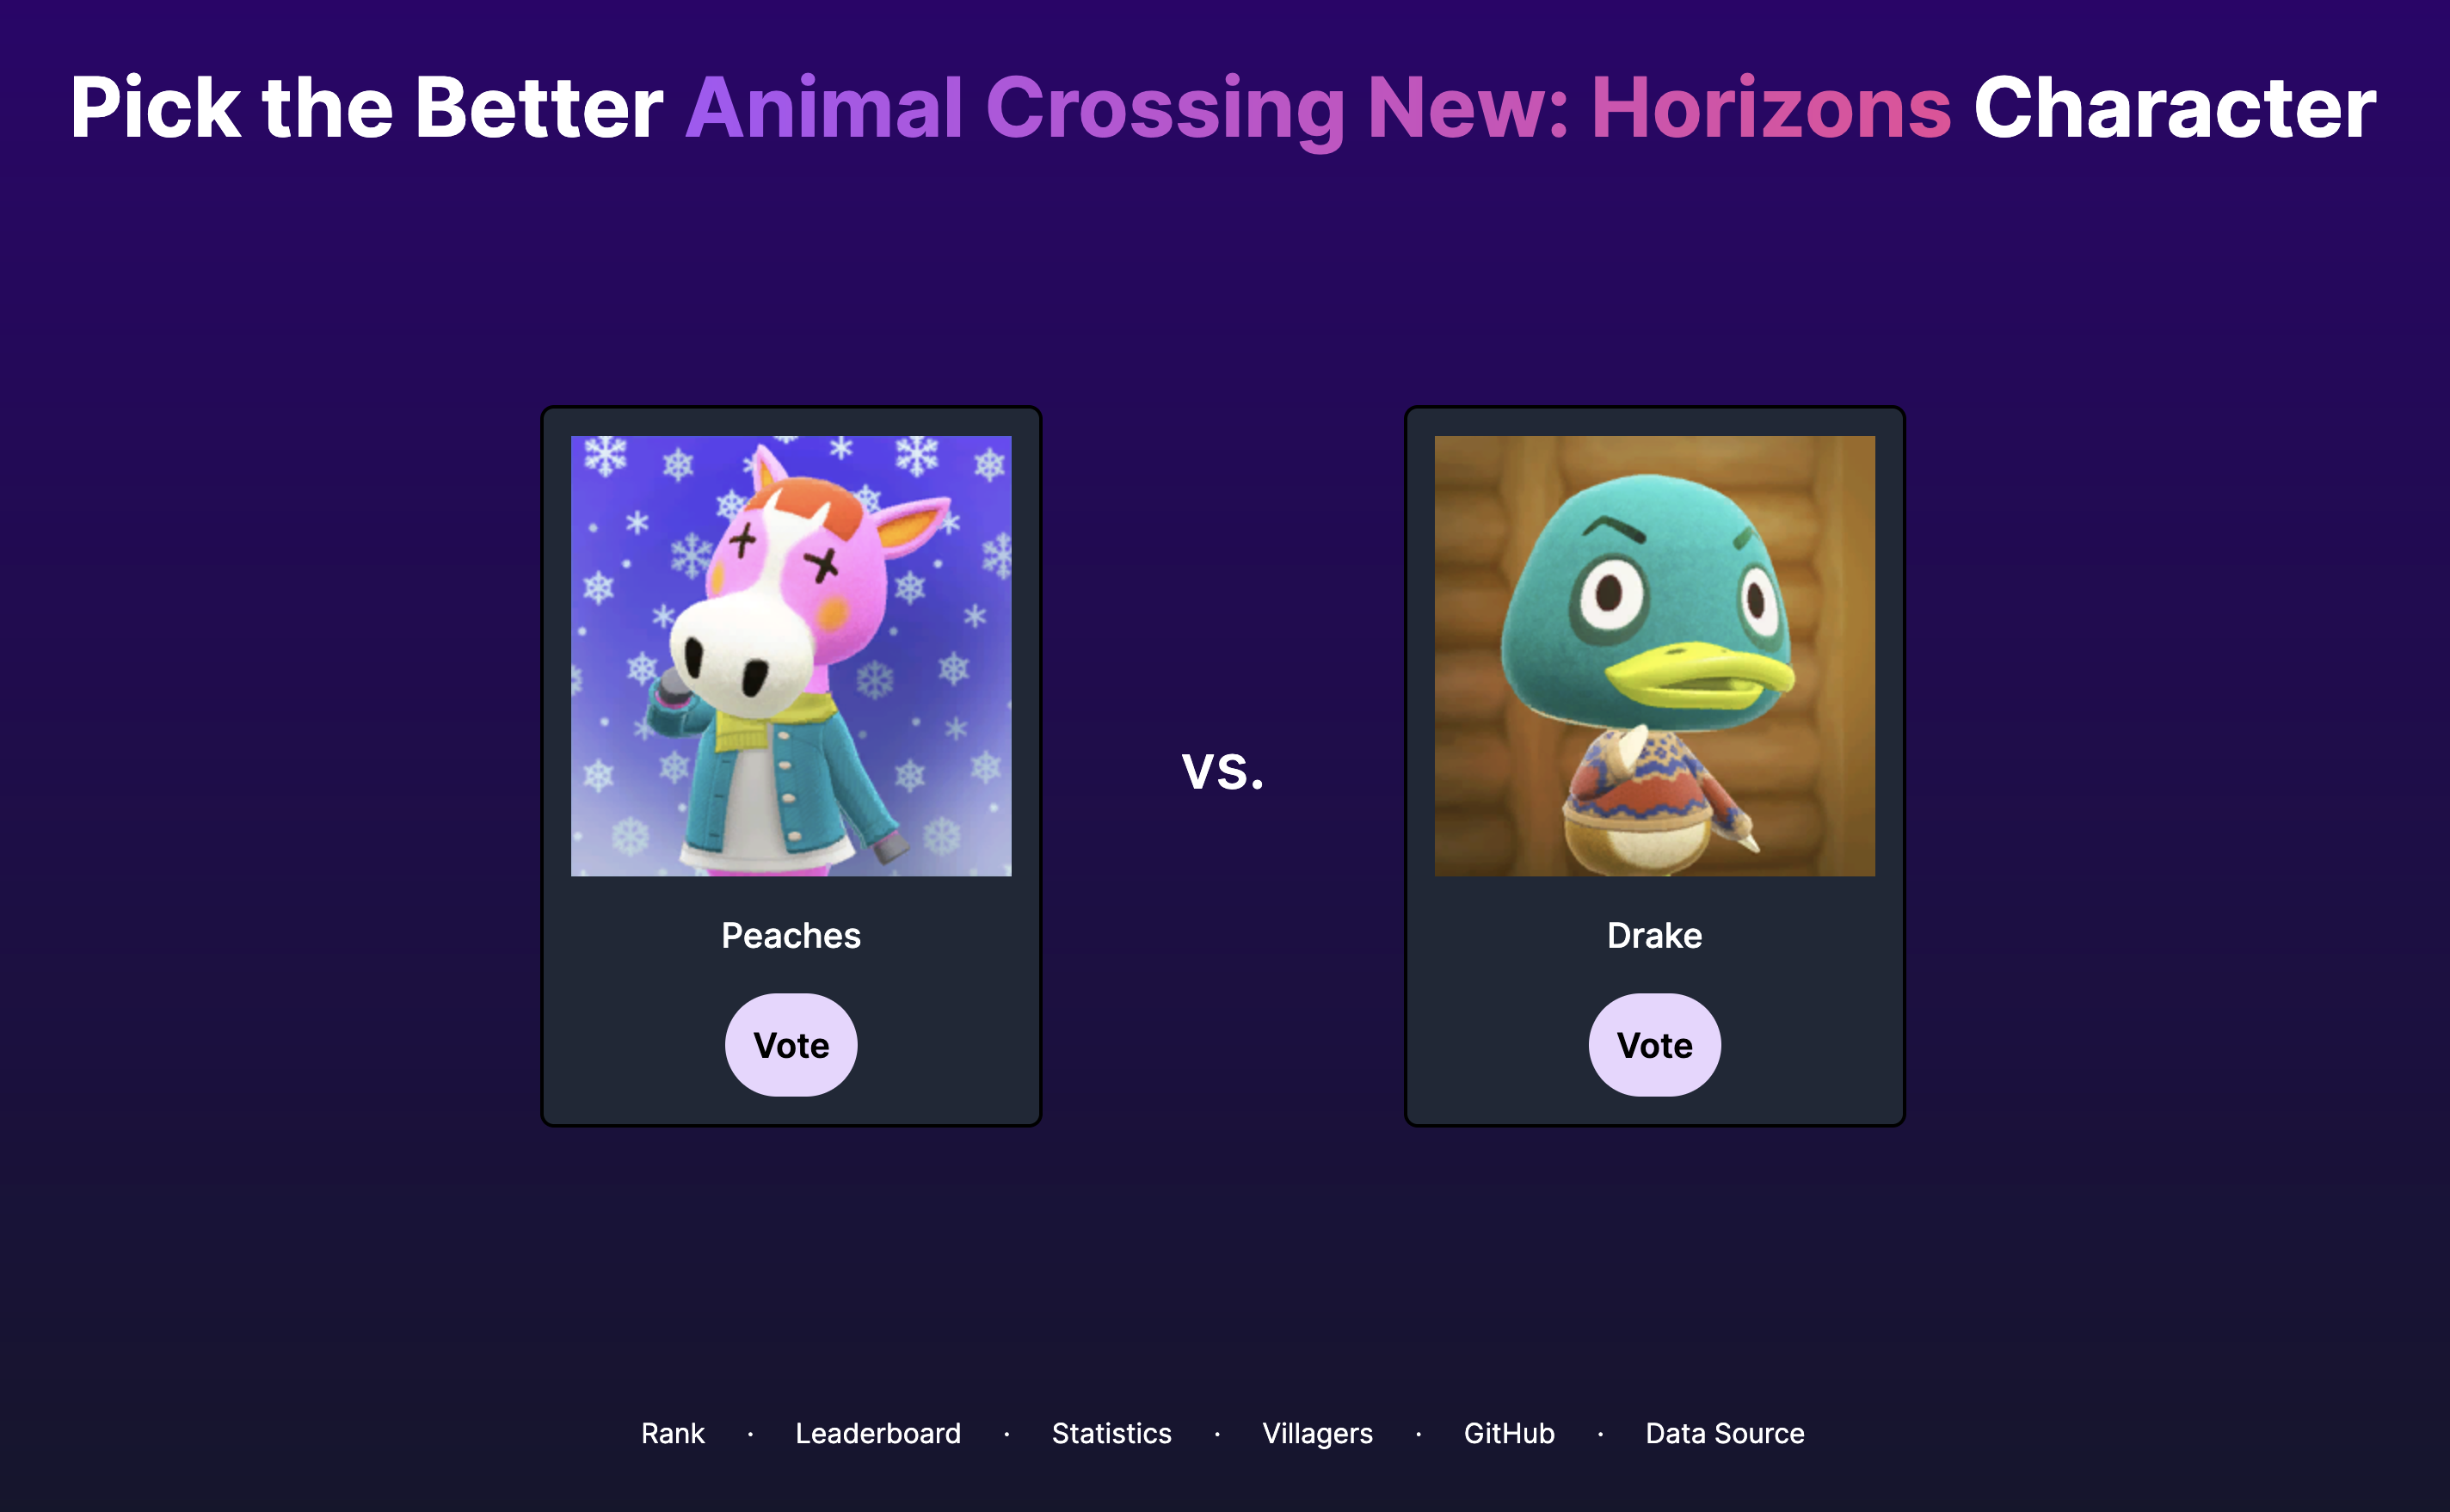 Pick the Better Animal Crossing New: Horizons Character
Peaches
Vote
vs.
Drake
Vote
Rank · Leaderboard · Statistics · Villagers · GitHub · Data Source